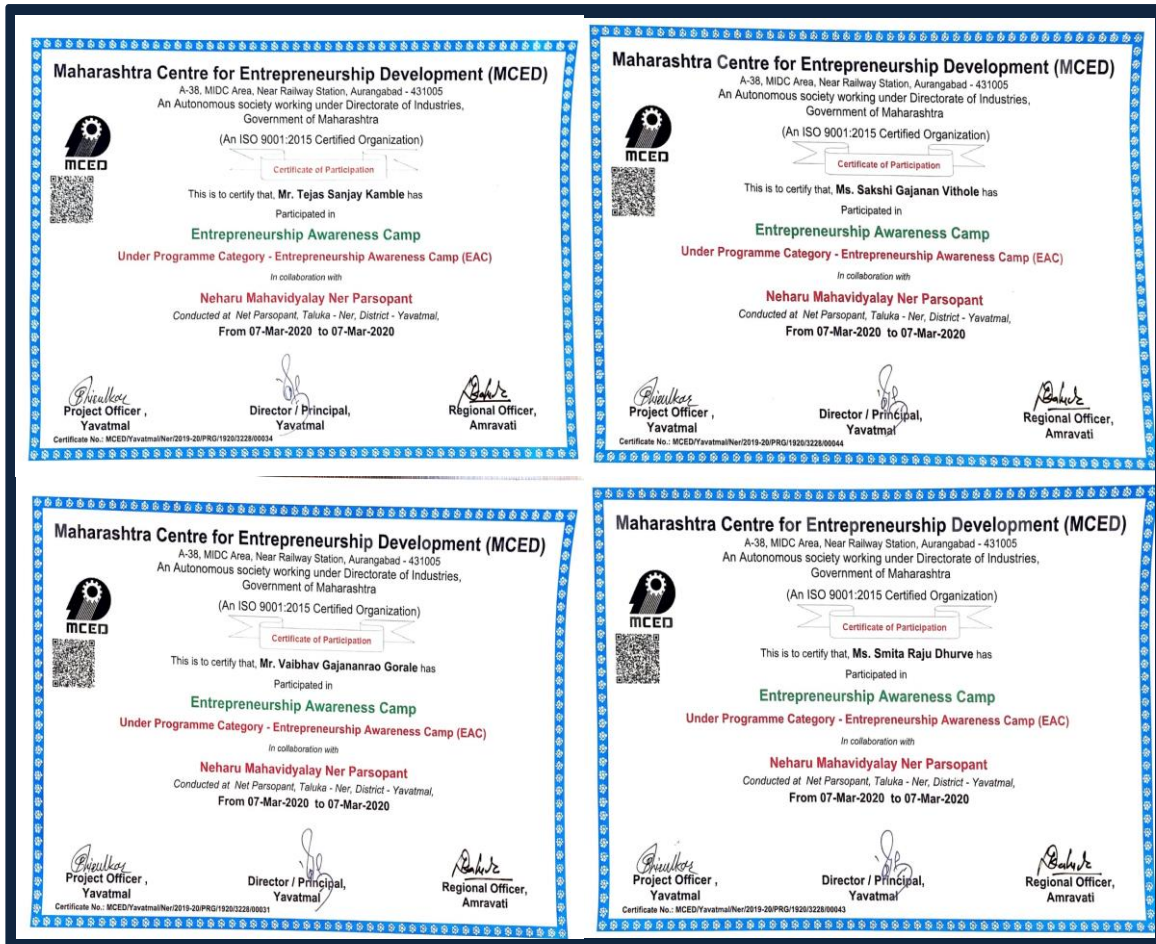 Maharashtra Centre for Entrepreneurship Development (MCED)
A-38, MIDC Area, Near Railway Station, Aurangabad - 431005
An Autonomous society working under Directorate of Industries,
Government of Maharashtra
(An ISO 9001:2015 Certified Organization)
MCED
Certificate of Participation
This is to certify that, Mr. Tejas Sanjay Kamble has
Participated in
Entrepreneurship Awareness Camp
Under Programme Category - Entrepreneurship Awareness Camp (EAC)
In collaboration with
Neharu Mahavidyalay Ner Parsopant
Conducted at Net Parsopant, Taluka - Ner, District - Yavatmal,
From 07-Mar-2020 to 07-Mar-2020
Project Officer ,
Yavatmal
Director / Principal,
Yavatmal
Regional Officer,
Amravati
Certificate No.: MCED/Yavatmal/Ner/2019-20/PRG/1920/3228/00034
Maharashtra Centre for Entrepreneurship Development (MCED)
A-38, MIDC Area, Near Railway Station, Aurangabad - 431005
An Autonomous society working under Directorate of Industries,
Government of Maharashtra
(An ISO 9001:2015 Certified Organization)
MCED
Certificate of Participation
This is to certify that, Ms. Sakshi Gajanan Vithole has
Participated in
Entrepreneurship Awareness Camp
Under Programme Category - Entrepreneurship Awareness Camp (EAC)
In collaboration with
Neharu Mahavidyalay Ner Parsopant
Conducted at Net Parsopant, Taluka - Ner, District - Yavatmal,
From 07-Mar-2020 to 07-Mar-2020
Project Officer ,
Yavatmal
Director / Principal,
Yavatmal
Regional Officer,
Amravati
Certificate No.: MCED/Yavatmal/Ner/2019-20/PRG/1920/3228/00044
Maharashtra Centre for Entrepreneurship Development (MCED)
A-38, MIDC Area, Near Railway Station, Aurangabad - 431005
An Autonomous society working under Directorate of Industries,
Government of Maharashtra
(An ISO 9001:2015 Certified Organization)
MCED
Certificate of Participation
This is to certify that, Mr. Vaibhav Gajananrao Gorale has
Participated in
Entrepreneurship Awareness Camp
Under Programme Category - Entrepreneurship Awareness Camp (EAC)
In collaboration with
Neharu Mahavidyalay Ner Parsopant
Conducted at Net Parsopant, Taluka - Ner, District - Yavatmal,
From 07-Mar-2020 to 07-Mar-2020
Project Officer ,
Yavatmal
Director / Principal,
Yavatmal
Regional Officer,
Amravati
Certificate No.: MCED/Yavatmal/Ner/2019-20/PRG/1920/3228/00031
Maharashtra Centre for Entrepreneurship Development (MCED)
A-38, MIDC Area, Near Railway Station, Aurangabad - 431005
An Autonomous society working under Directorate of Industries,
Government of Maharashtra
(An ISO 9001:2015 Certified Organization)
MCED
Certificate of Participation
This is to certify that, Ms. Smita Raju Dhurve has
Participated in
Entrepreneurship Awareness Camp
Under Programme Category - Entrepreneurship Awareness Camp (EAC)
In collaboration with
Neharu Mahavidyalay Ner Parsopant
Conducted at Net Parsopant, Taluka - Ner, District - Yavatmal,
From 07-Mar-2020 to 07-Mar-2020
Project Officer ,
Yavatmal
Director / Principal,
Yavatmal
Regional Officer,
Amravati
Certificate No.: MCED/Yavatmal/Ner/2019-20/PRG/1920/3228/00043